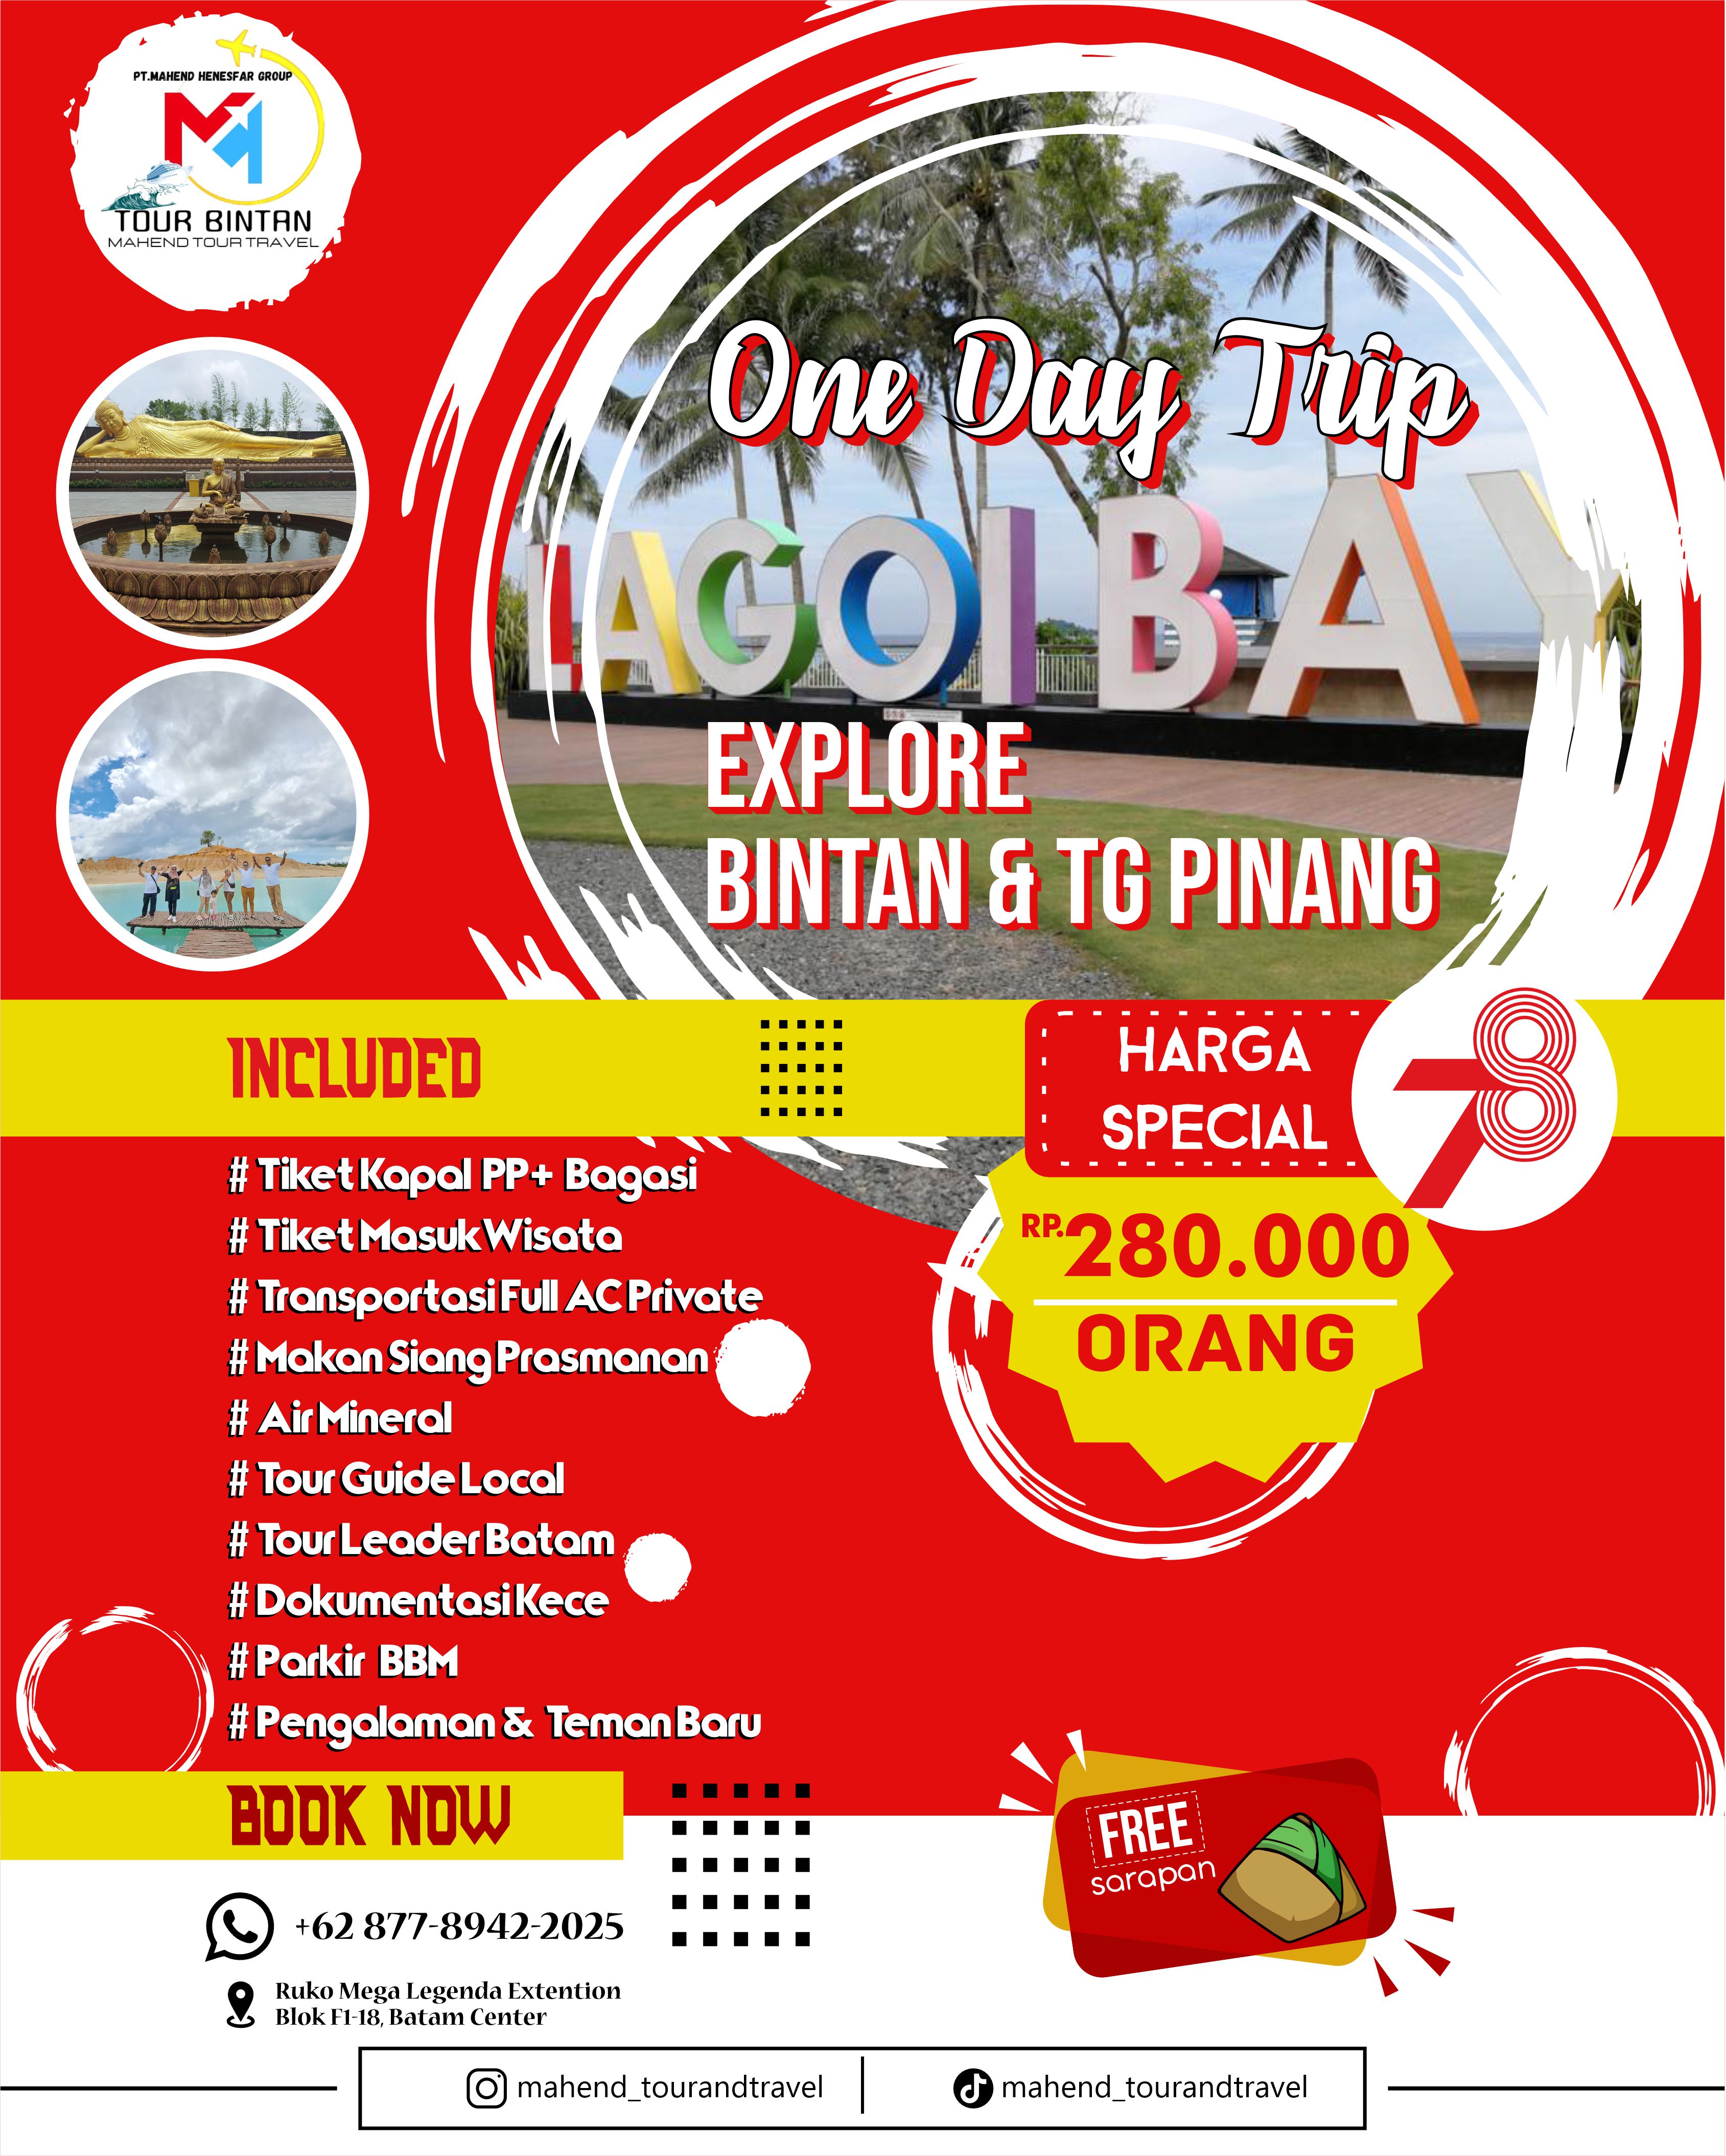 PT.MAHEND HENESFAR GROUP
TOUR BINTAN
MAHEND TOUR TRAVEL
One Day Trip
LAGOI BAY
EXPLORE
BINTAN & TG PINANG
INCLUDED
HARGA
SPECIAL
78
RP.280.000
ORANG
# Tiket Kapal PP+ Bagasi
# Tiket Masuk Wisata
# Transportasi Full AC Private
# Makan Siang Prasmanan
# Air Mineral
# Tour Guide Local
# Tour Leader Batam
# Dokumentasi Kece
# Parkir BBM
# Pengalaman & Teman Baru
BOOK NOW
FREE
sarapan
+62 877-8942-2025
Ruko Mega Legenda Extention
Blok F1-18, Batam Center
mahend_tourandtravel
mahend_tourandtravel